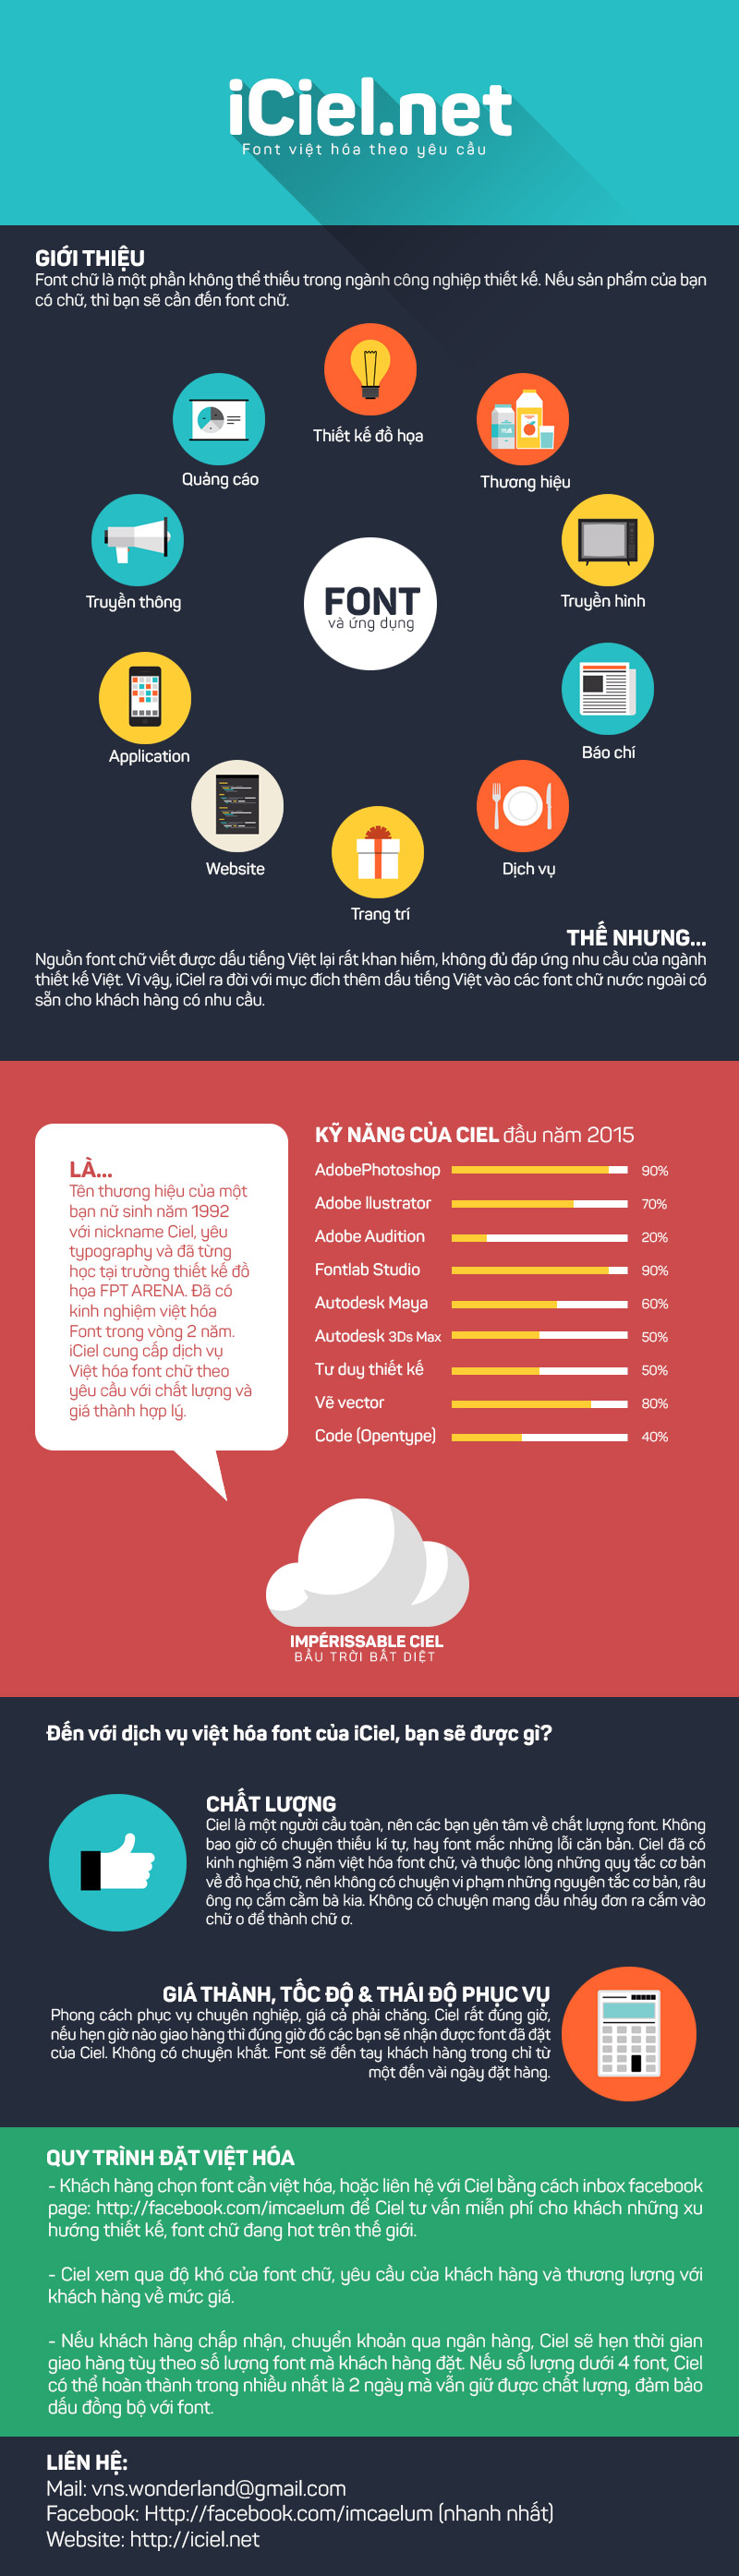 iCiel.net
Font việt hóa theo yêu cầu
GIỚI THIỆU
Font chữ là một phần không thể thiếu trong ngành công nghiệp thiết kế. Nếu sản phẩm của bạn
có chữ, thì bạn sẽ cần đến font chữ.
Thiết kế đồ họa
Quảng cáo
Thương hiệu
Truyền thông
FONT
và ứng dụng
Truyền hình
Application
Báo chí
Website
Dịch vụ
Trang trí
THẾ NHƯNG...
Nguồn font chữ viết được dấu tiếng Việt lại rất khan hiếm, không đủ đáp ứng nhu cầu của ngành
thiết kế Việt. Vì vậy, iCiel ra đời với mục đích thêm dấu tiếng Việt vào các font chữ nước ngoài có
sẵn cho khách hàng có nhu cầu.
LÀ...
Tên thương hiệu của một
bạn nữ sinh năm 1992
với nickname Ciel, yêu
typography và đã từng
học tại trường thiết kế đồ
họa FPT ARENA. Đã có
kinh nghiệm việt hóa
Font trong vòng 2 năm.
iCiel cung cấp dịch vụ
Việt hóa font chữ theo
yêu cầu với chất lượng và
giá thành hợp lý.
KỸ NĂNG CỦA CIEL đầu năm 2015
AdobePhotoshop 90%
Adobe Ilustrator 70%
Adobe Audition 20%
Fontlab Studio 90%
Autodesk Maya 60%
Autodesk 3Ds Max 50%
Tư duy thiết kế 50%
Vẽ vector 80%
Code (Opentype) 40%
IMPÉRISSABLE CIEL
BẦU TRỜI BẤT DIỆT
Đến với dịch vụ việt hóa font của iCiel, bạn sẽ được gì?
CHẤT LƯỢNG
Ciel là một người cầu toàn, nên các bạn yên tâm về chất lượng font. Không
bao giờ có chuyện thiếu kí tự, hay font mắc những lỗi căn bản. Ciel đã có
kinh nghiệm 3 năm việt hóa font chữ, và thuộc lòng những quy tắc cơ bản
về đồ họa chữ, nên không có chuyện vi phạm những nguyên tắc cơ bản, râu
ông nọ cắm cằm bà kia. Không có chuyện mang dấu nháy đơn ra cắm vào
chữ o để thành chữ ơ.
GIÁ THÀNH, TỐC ĐỘ & THÁI ĐỘ PHỤC VỤ
Phong cách phục vụ chuyên nghiệp, giá cả phải chăng. Ciel rất đúng giờ,
nếu hẹn giờ nào giao hàng thì đúng giờ đó các bạn sẽ nhận được font đã đặt
của Ciel. Không có chuyện khất. Font sẽ đến tay khách hàng trong chỉ từ
một đến vài ngày đặt hàng.
QUY TRÌNH ĐẶT VIỆT HÓA
- Khách hàng chọn font cần việt hóa, hoặc liên hệ với Ciel bằng cách inbox facebook
page: http://facebook.com/imcaelum để Ciel tư vấn miễn phí cho khách những xu
hướng thiết kế, font chữ đang hot trên thế giới.
- Ciel xem qua độ khó của font chữ, yêu cầu của khách hàng và thương lượng với
khách hàng về mức giá.
- Nếu khách hàng chấp nhận, chuyển khoản qua ngân hàng, Ciel sẽ hẹn thời gian
giao hàng tùy theo số lượng font mà khách hàng đặt. Nếu số lượng dưới 4 font, Ciel
có thể hoàn thành trong nhiều nhất là 2 ngày mà vẫn giữ được chất lượng, đảm bảo
dấu đồng bộ với font.
LIÊN HỆ:
Mail: vns.wonderland@gmail.com
Facebook: Http://facebook.com/imcaelum (nhanh nhất)
Website: http://iciel.net